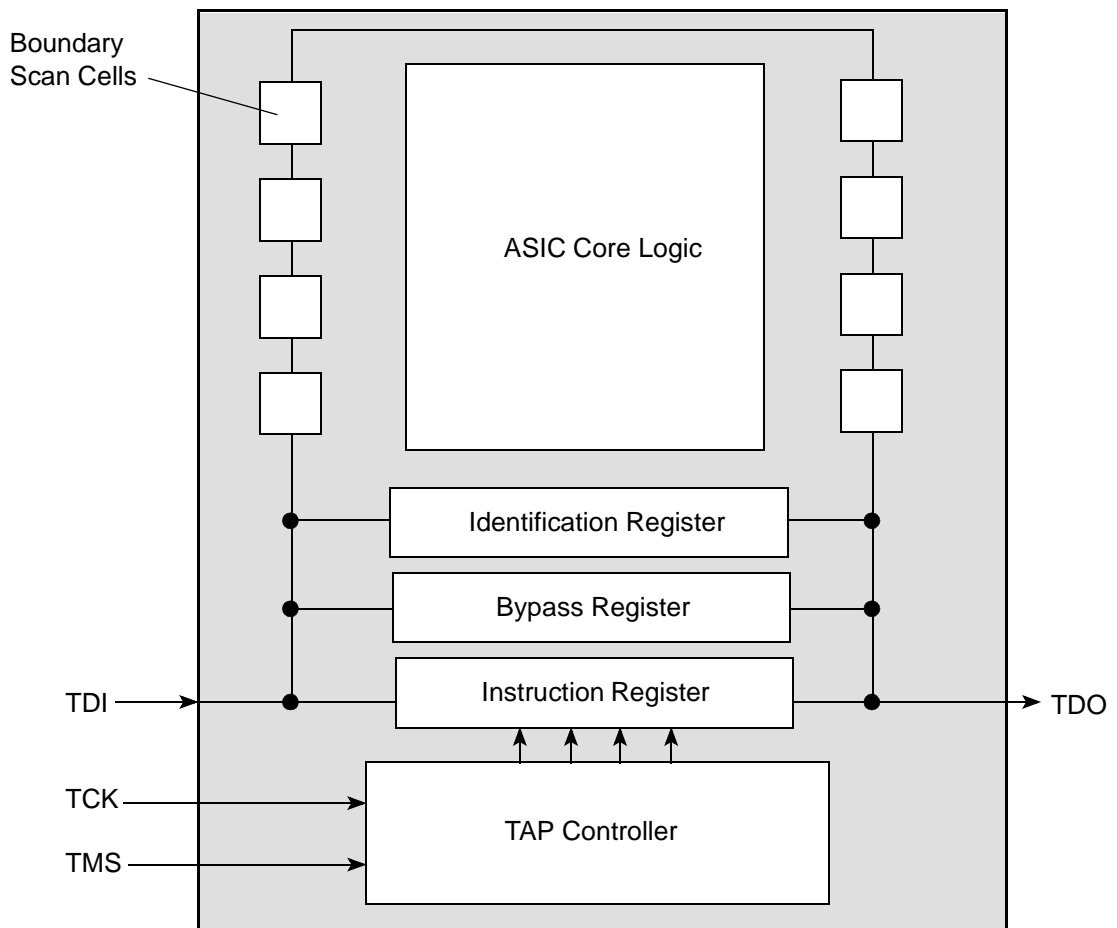 Boundary
Scan Cells
ASIC Core Logic
Identification Register
Bypass Register
Instruction Register
TDI
TDO
TCK
TAP Controller
TMS